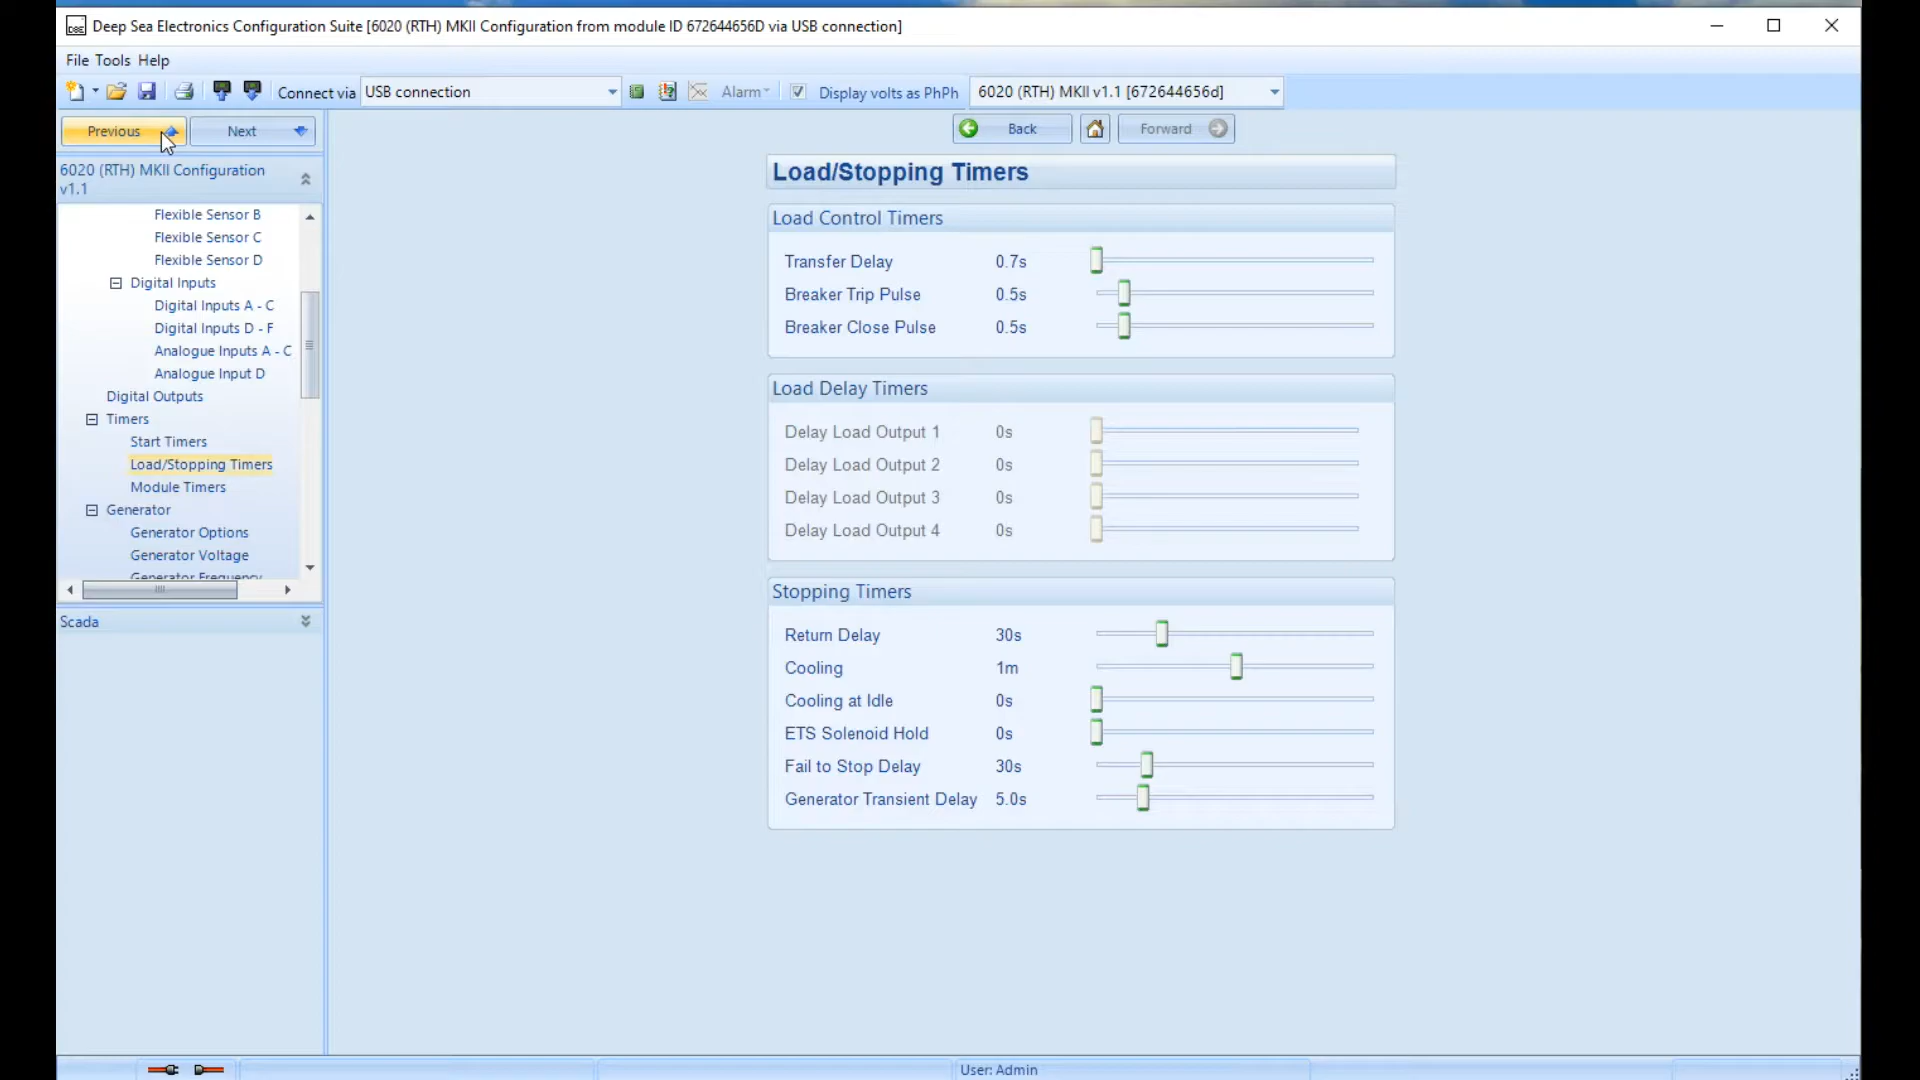 Deep Sea Electronics Configuration Suite [6020 (RTH) MKII Configuration from module ID 672644656D via USB connection]
File Tools Help
Connect via USB connection Alarm Display volts as PhPh 6020 (RTH) MKII v1.1 [672644656d]
Previous Next
Back Forward
6020 (RTH) MKII Configuration
v1.1
Flexible Sensor B
Flexible Sensor C
Flexible Sensor D
Digital Inputs
Digital Inputs A - C
Digital Inputs D - F
Analogue Inputs A - C
Analogue Input D
Digital Outputs
Timers
Start Timers
Load/Stopping Timers
Module Timers
Generator
Generator Options
Generator Voltage
Generator Frequency
Scada
Load/Stopping Timers
Load Control Timers
Transfer Delay 0.7s
Breaker Trip Pulse 0.5s
Breaker Close Pulse 0.5s
Load Delay Timers
Delay Load Output 1 0s
Delay Load Output 2 0s
Delay Load Output 3 0s
Delay Load Output 4 0s
Stopping Timers
Return Delay 30s
Cooling 1m
Cooling at Idle 0s
ETS Solenoid Hold 0s
Fail to Stop Delay 30s
Generator Transient Delay 5.0s
User: Admin